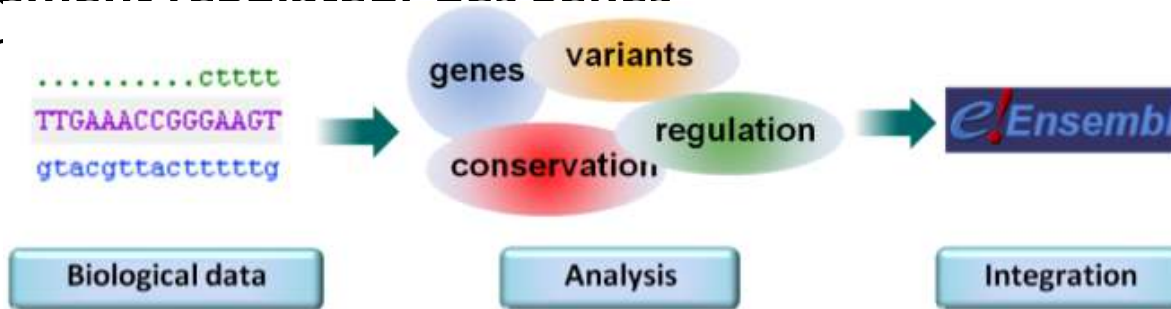 ..........ctttt
TTGAAACCGGGAAGT
gtacgttactttttg
genes
variants
regulation
conservation
e!Ensembl
Biological data
Analysis
Integration